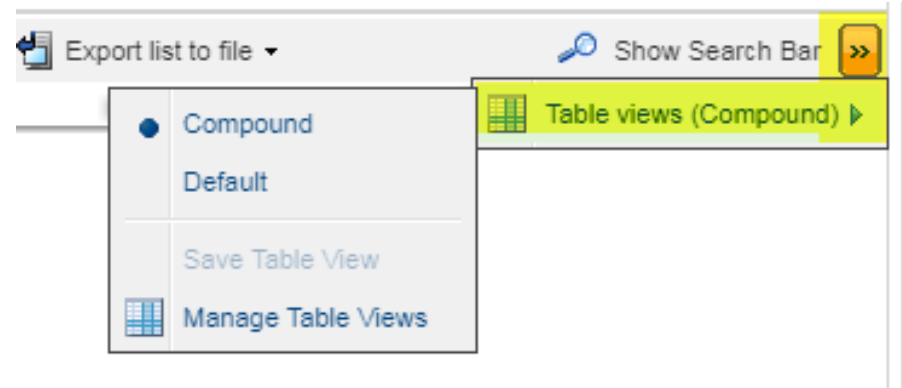 Export list to file
Show Search Bar »
Table views (Compound)
Compound
Default
Save Table View
Manage Table Views